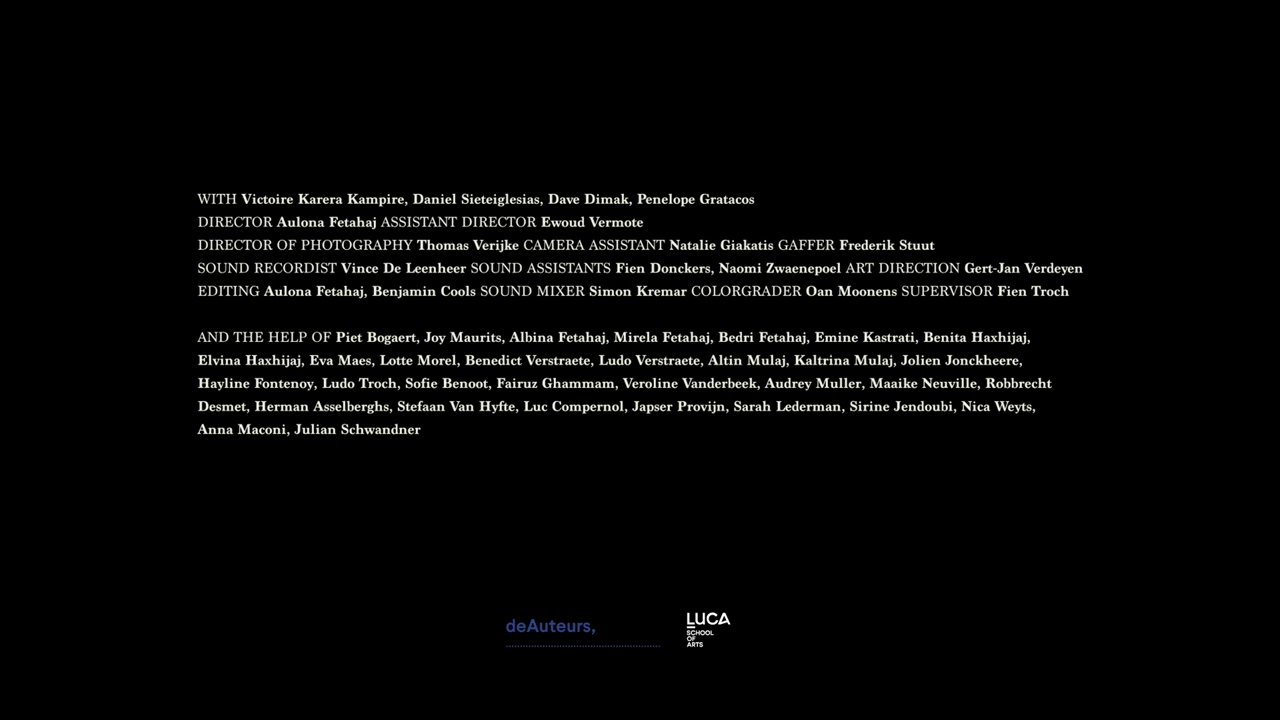 WITH Victoire Karera Kampire, Daniel Sieteiglesias, Dave Dimak, Penelope Gratacos
DIRECTOR Aulona Fetahaj ASSISTANT DIRECTOR Ewoud Vermote
DIRECTOR OF PHOTOGRAPHY Thomas Verijke CAMERA ASSISTANT Natalie Giakatis GAFFER Frederik Stuut
SOUND RECORDIST Vince De Leenheer SOUND ASSISTANTS Fien Donckers, Naomi Zwaenepoel ART DIRECTION Gert-Jan Verdeyen
EDITING Aulona Fetahaj, Benjamin Cools SOUND MIXER Simon Kremar COLORGRADER Oan Moonens SUPERVISOR Fien Troch
AND THE HELP OF Piet Bogaert, Joy Maurits, Albina Fetahaj, Mirela Fetahaj, Bedri Fetahaj, Emine Kastrati, Benita Haxhijaj,
Elvina Haxhijaj, Eva Maes, Lotte Morel, Benedict Verstraete, Ludo Verstraete, Altin Mulaj, Kaltrina Mulaj, Jolien Jonckheere,
Hayline Fontenoy, Ludo Troch, Sofie Benoot, Fairuz Ghammam, Veroline Vanderbeek, Audrey Muller, Maaike Neuville, Robbrecht
Desmet, Herman Asselberghs, Stefaan Van Hyfte, Luc Compernol, Japser Provijn, Sarah Lederman, Sirine Jendoubi, Nica Weyts,
Anna Maconi, Julian Schwandner
deAuteurs,
LUCA
SCHOOL
OF
ARTS